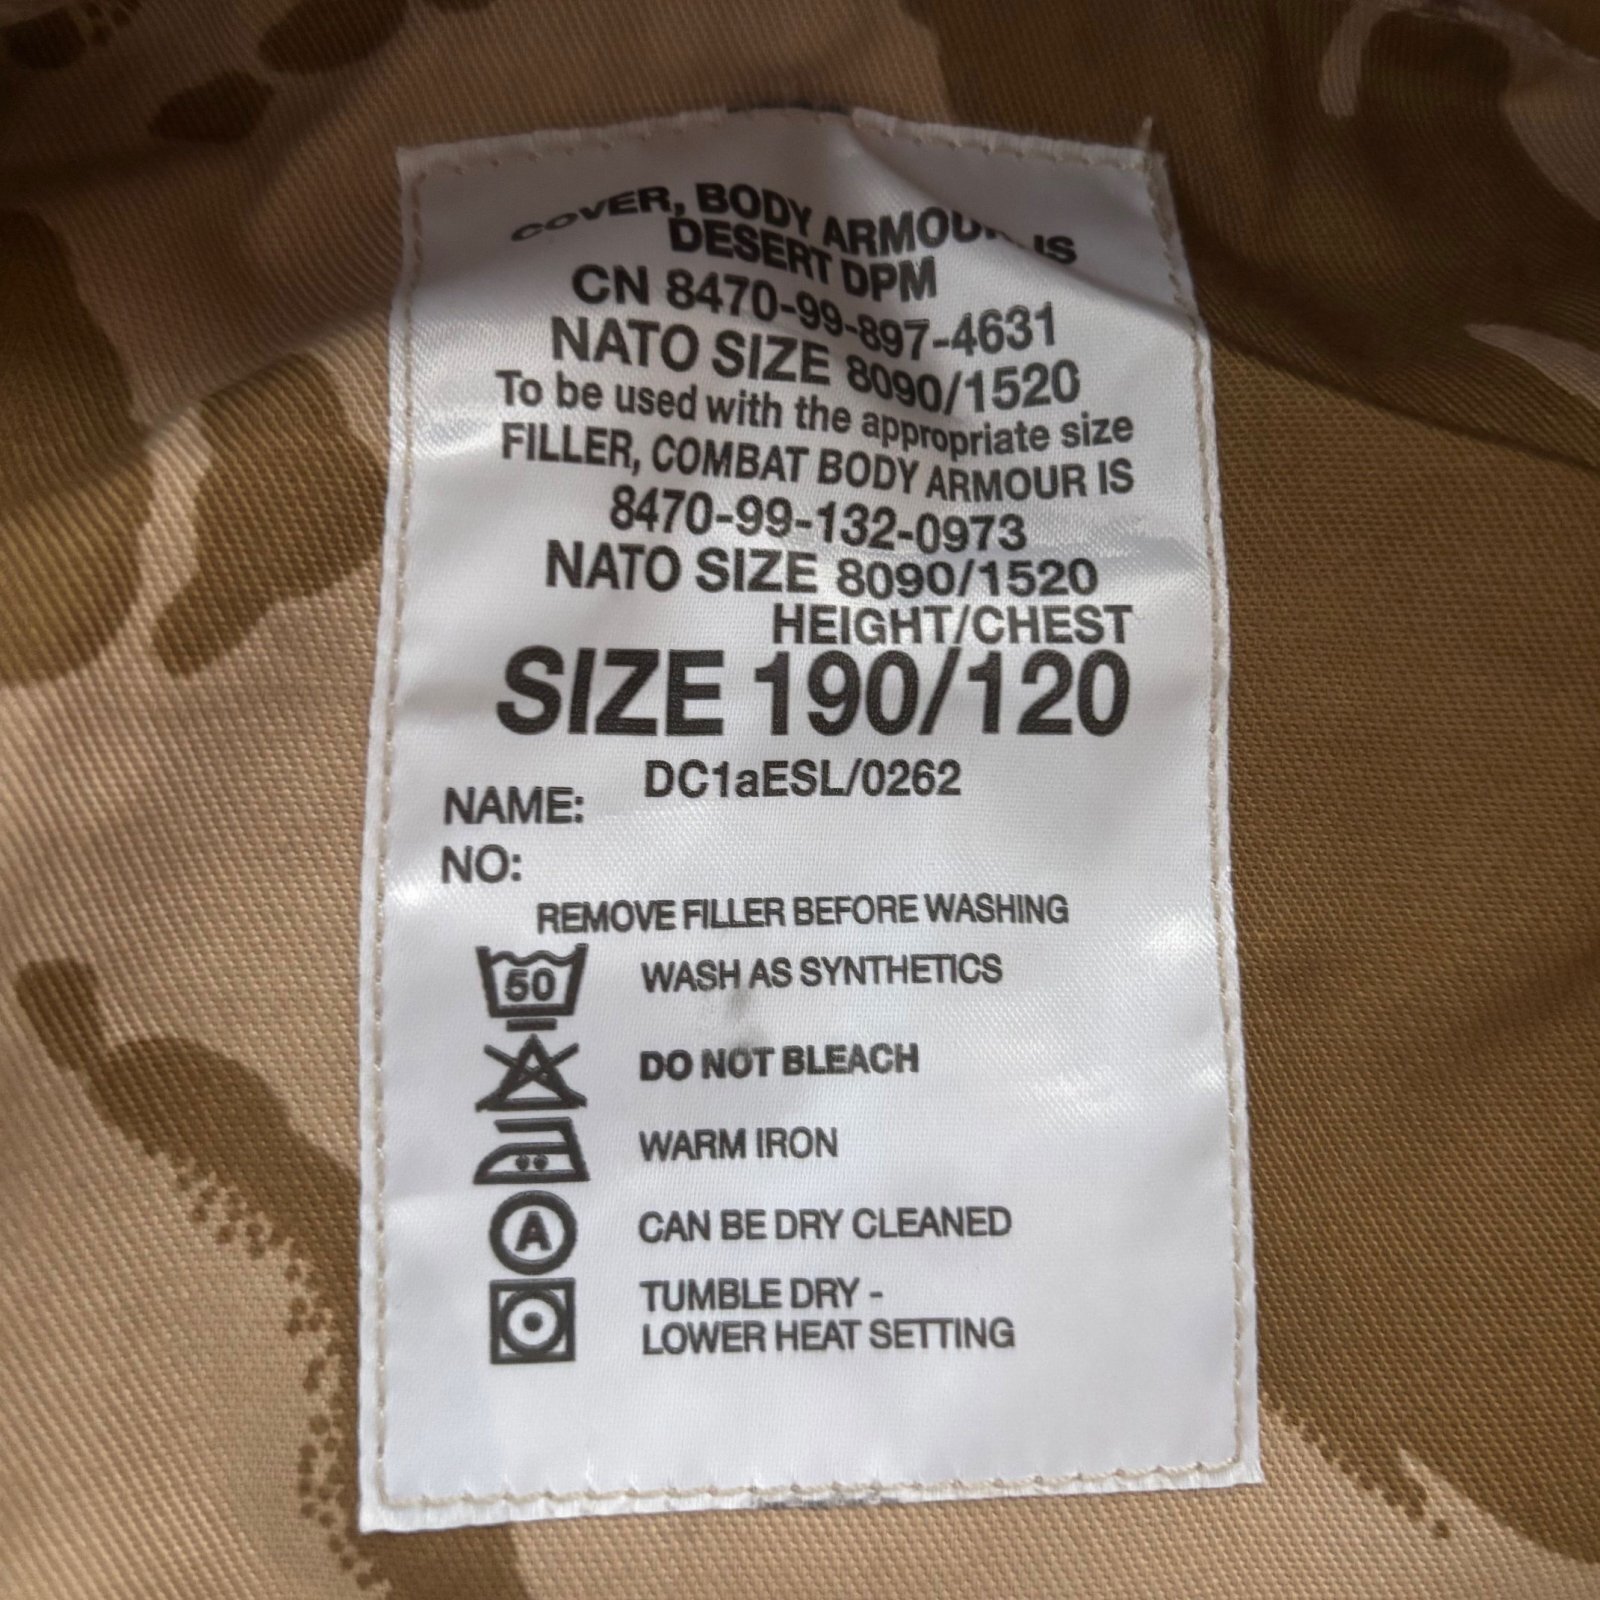 COVER, BODY ARMOUR IS
DESERT DPM
CN 8470-99-897-4631
NATO SIZE 8090/1520
To be used with the appropriate size
FILLER, COMBAT BODY ARMOUR IS
8470-99-132-0973
NATO SIZE 8090/1520
HEIGHT/CHEST
SIZE 190/120
DC1aESL/0262
NAME:
NO:
REMOVE FILLER BEFORE WASHING
50 WASH AS SYNTHETICS
DO NOT BLEACH
WARM IRON
A CAN BE DRY CLEANED
TUMBLE DRY -
LOWER HEAT SETTING